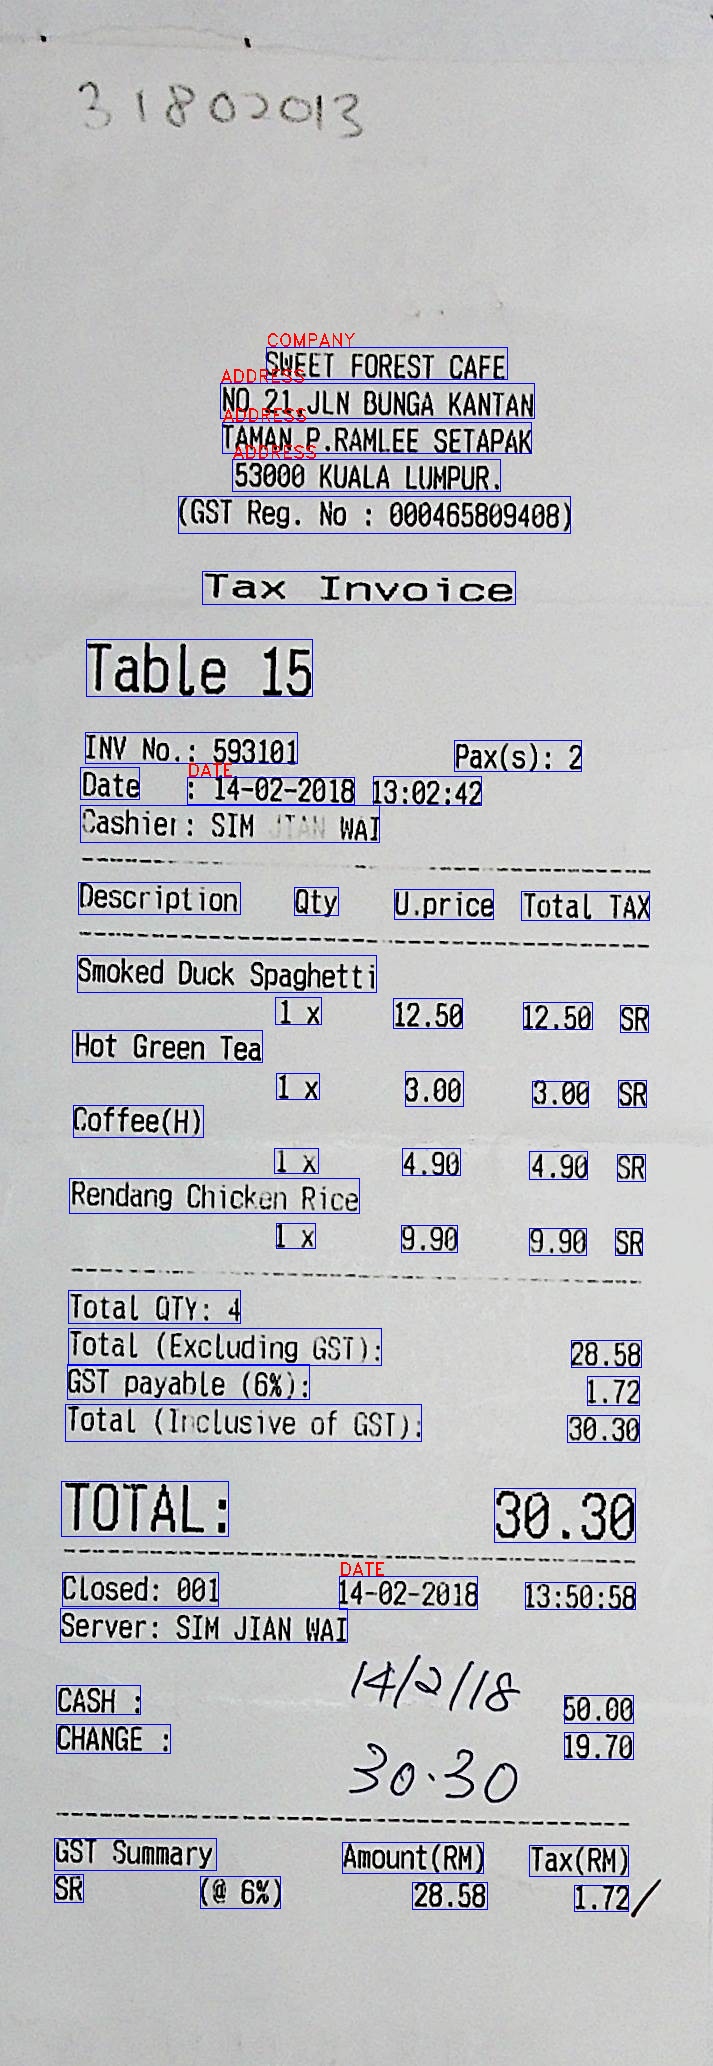 31802013
COMPANY
SWEET FOREST CAFE
ADDRESS
NO 21,JLN BUNGA KANTAN
ADDRESS
TAMAN P.RAMLEE SETAPAK
ADDRESS
53000 KUALA LUMPUR.
(GST Reg. No : 000465809408)
Tax Invoice
Table 15
INV No.: 593101 Pax(s): 2
DATE
Date : 14-02-2018 13:02:42
Cashier: SIM JIAN WAI
Description Qty U.price Total TAX
Smoked Duck Spaghetti
1 x 12.50 12.50 SR
Hot Green Tea
1 x 3.00 3.00 SR
Coffee(H)
1 x 4.90 4.90 SR
Rendang Chicken Rice
1 x 9.90 9.90 SR
Total QTY: 4
Total (Excluding GST): 28.58
GST payable (6%): 1.72
Total (Inclusive of GST): 30.30
TOTAL: 30.30
DATE
Closed: 001 14-02-2018 13:50:58
Server: SIM JIAN WAI
14/2/18
CASH : 50.00
CHANGE : 19.70
30.30
GST Summary Amount(RM) Tax(RM)
SR (@ 6%) 28.58 1.72